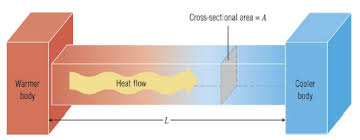 Cross-sectional area = A
Warmer
body
Heat flow
Cooler
body
L